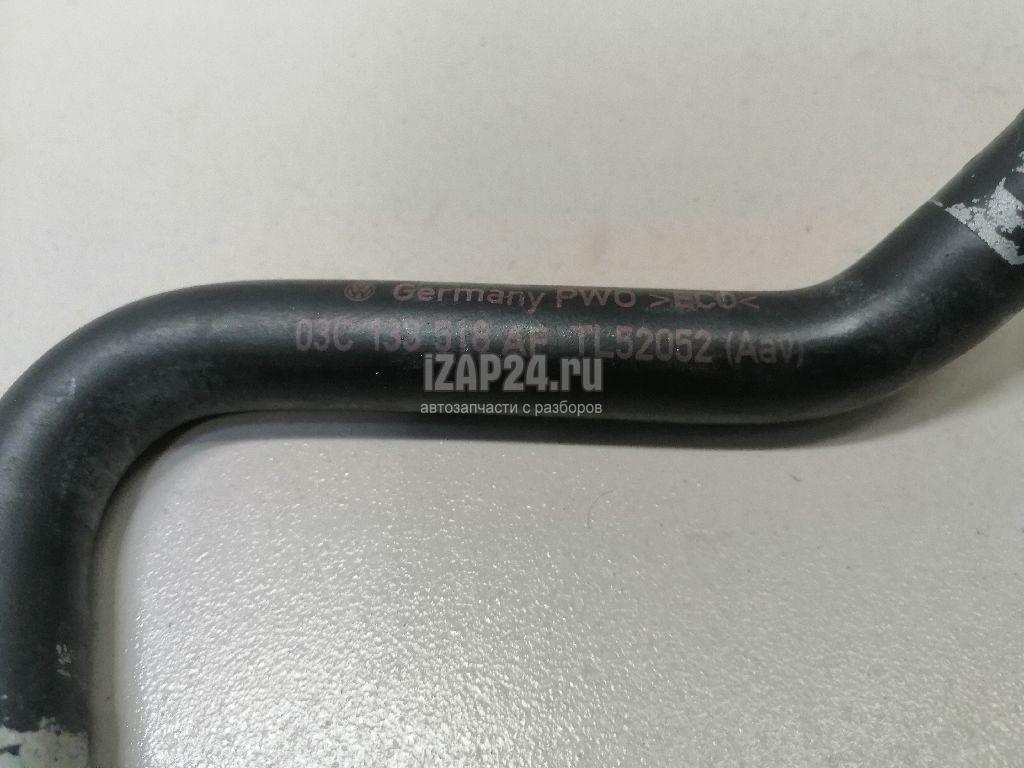 Germany PWO >ECO<
03C 133 518 AF TL52052 (Aav)
iZAP24.ru
автозапчасти с разборов